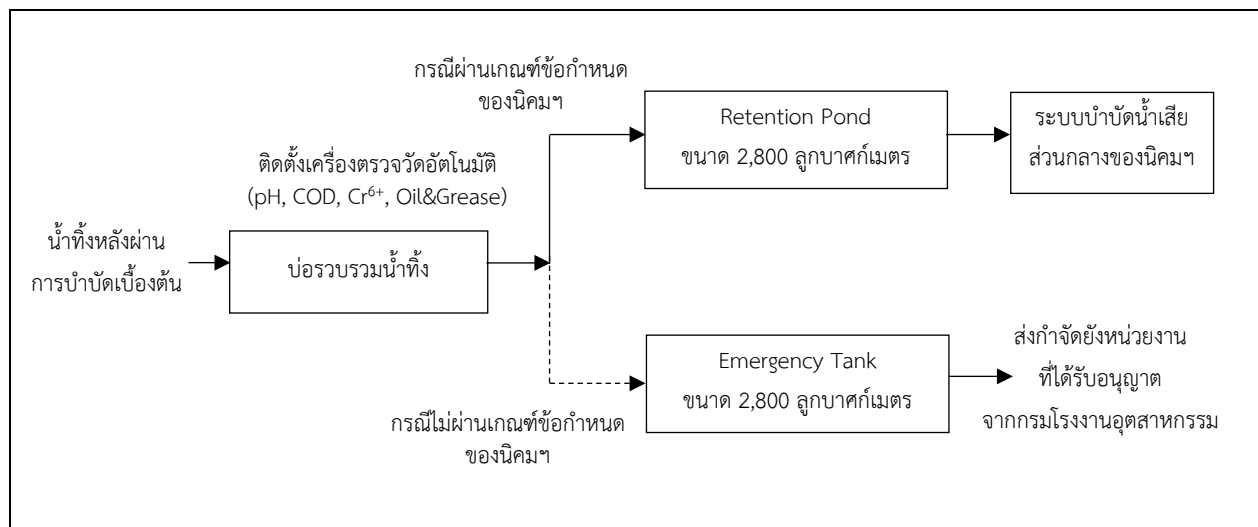 กรณีผ่านเกณฑ์ข้อกำหนด
ของนิคมฯ
Retention Pond
ขนาด 2,800 ลูกบาศก์เมตร
ระบบบำบัดน้ำเสีย
ส่วนกลางของนิคมฯ
ติดตั้งเครื่องตรวจวัดอัตโนมัติ
(pH, COD, Cr⁶⁺, Oil&Grease)
น้ำทิ้งหลังผ่าน
การบำบัดเบื้องต้น
บ่อรวบรวมน้ำทิ้ง
Emergency Tank
ขนาด 2,800 ลูกบาศก์เมตร
ส่งกำจัดยังหน่วยงาน
ที่ได้รับอนุญาต
จากกรมโรงงานอุตสาหกรรม
กรณีไม่ผ่านเกณฑ์ข้อกำหนด
ของนิคมฯ